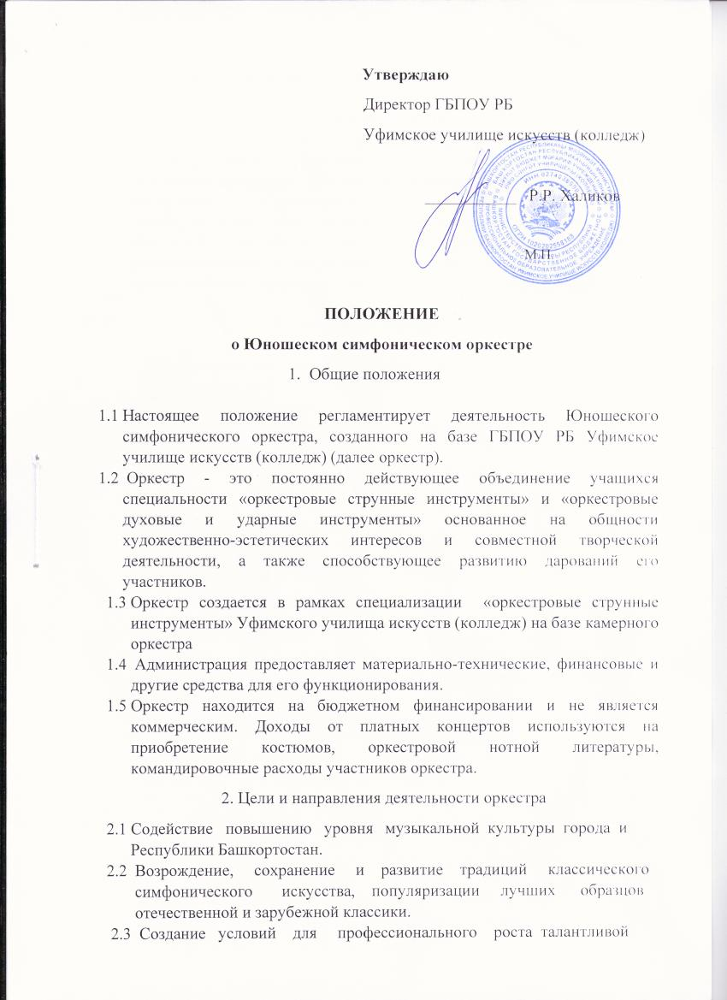 Утверждаю
Директор ГБПОУ РБ
Уфимское училище искусств (колледж)
Р.Р. Халиков
М.П.
ПОЛОЖЕНИЕ
о Юношеском симфоническом оркестре
1. Общие положения
1.1 Настоящее положение регламентирует деятельность Юношеского
симфонического оркестра, созданного на базе ГБПОУ РБ Уфимское
училище искусств (колледж) (далее оркестр).
1.2 Оркестр - это постоянно действующее объединение учащихся
специальности «оркестровые струнные инструменты» и «оркестровые
духовые и ударные инструменты» основанное на общности
художественно-эстетических интересов и совместной творческой
деятельности, а также способствующее развитию дарований его
участников.
1.3 Оркестр создается в рамках специализации «оркестровые струнные
инструменты» Уфимского училища искусств (колледж) на базе камерного
оркестра
1.4 Администрация предоставляет материально-технические, финансовые и
другие средства для его функционирования.
1.5 Оркестр находится на бюджетном финансировании и не является
коммерческим. Доходы от платных концертов используются на
приобретение костюмов, оркестровой нотной литературы,
командировочные расходы участников оркестра.
2. Цели и направления деятельности оркестра
2.1 Содействие повышению уровня музыкальной культуры города и
Республики Башкортостан.
2.2 Возрождение, сохранение и развитие традиций классического
симфонического искусства, популяризации лучших образцов
отечественной и зарубежной классики.
2.3 Создание условий для профессионального роста талантливой